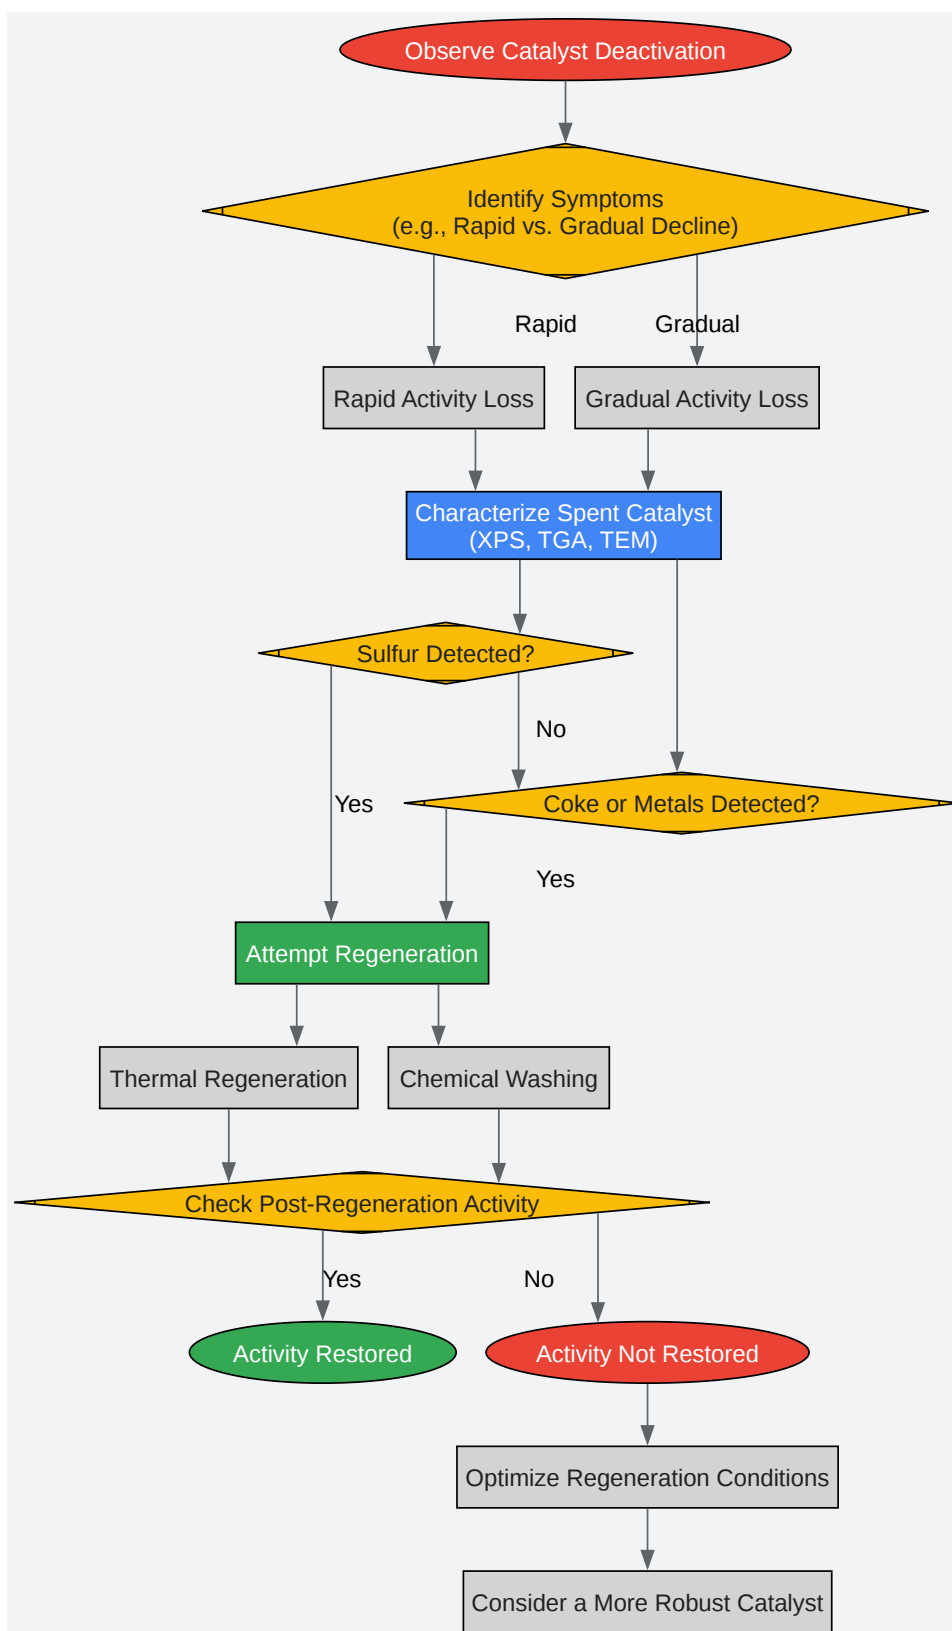 Observe Catalyst Deactivation
Identify Symptoms
(e.g., Rapid vs. Gradual Decline)
Rapid
Gradual
Rapid Activity Loss
Gradual Activity Loss
Characterize Spent Catalyst
(XPS, TGA, TEM)
Sulfur Detected?
No
Yes
Coke or Metals Detected?
Yes
Attempt Regeneration
Thermal Regeneration
Chemical Washing
Check Post-Regeneration Activity
Yes
No
Activity Restored
Activity Not Restored
Optimize Regeneration Conditions
Consider a More Robust Catalyst